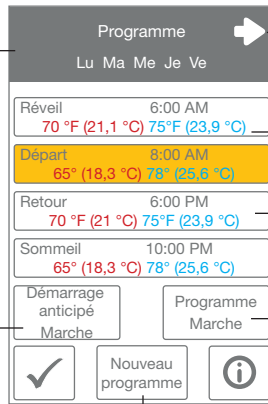 Programme
Lu Ma Me Je Ve
Réveil 6:00 AM
70 °F (21,1 °C) 75°F (23,9 °C)
Départ 8:00 AM
65° (18,3 °C) 78° (25,6 °C)
Retour 6:00 PM
70 °F (21 °C) 75°F (23,9 °C)
Sommeil 10:00 PM
65° (18,3 °C) 78° (25,6 °C)
Démarrage
anticipé
Marche
Programme
Marche
Nouveau
programme